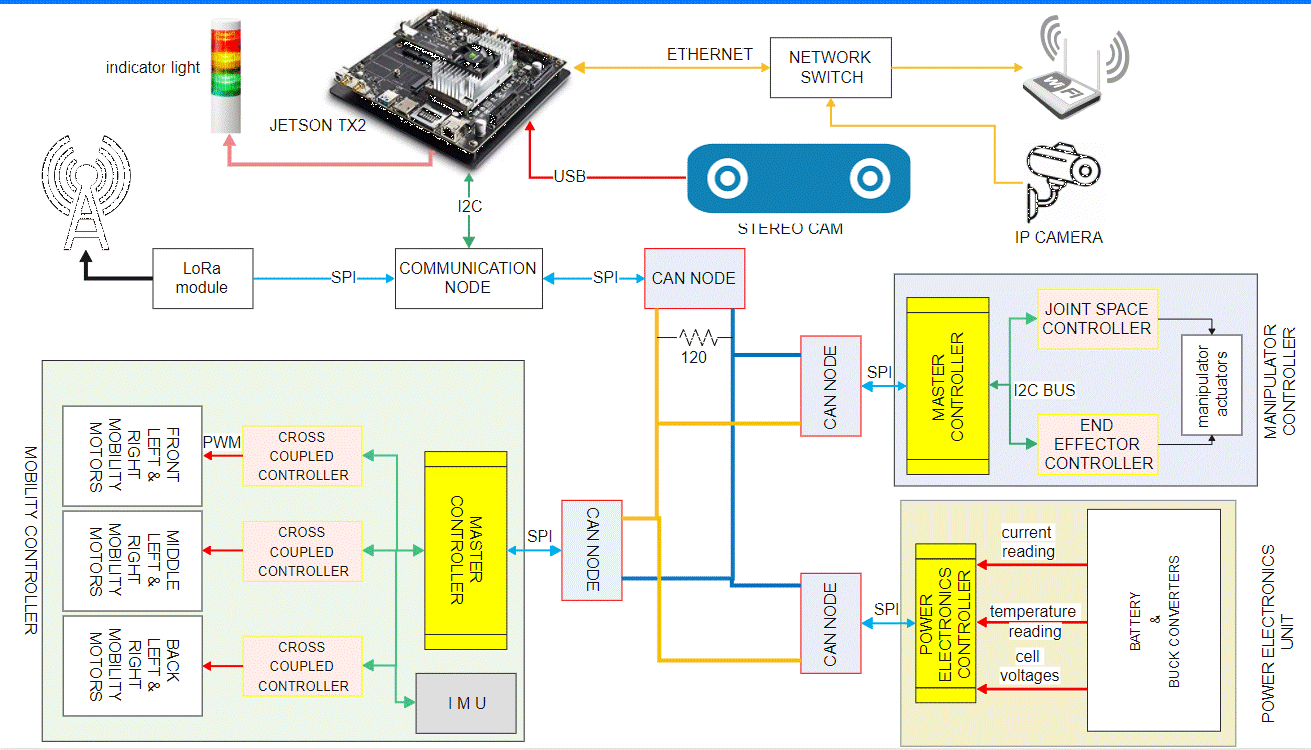 indicator light
JETSON TX2
ETHERNET
NETWORK
SWITCH
WiFi
USB
STEREO CAM
IP CAMERA
I2C
LoRa
module
SPI
COMMUNICATION
NODE
SPI
CAN NODE
120
CAN NODE
SPI
MASTER
CONTROLLER
I2C BUS
JOINT SPACE
CONTROLLER
END
EFFECTOR
CONTROLLER
manipulator
actuators
MANIPULATOR
CONTROLLER
MOBILITY CONTROLLER
FRONT
LEFT &
RIGHT
MOBILITY
MOTORS
PWM
CROSS
COUPLED
CONTROLLER
MIDDLE
LEFT &
RIGHT
MOBILITY
MOTORS
CROSS
COUPLED
CONTROLLER
BACK
LEFT &
RIGHT
MOBILITY
MOTORS
CROSS
COUPLED
CONTROLLER
MASTER
CONTROLLER
I M U
SPI
CAN NODE
CAN NODE
SPI
POWER
ELECTRONICS
CONTROLLER
current
reading
temperature
reading
cell
voltages
BATTERY
&
BUCK CONVERTERS
POWER ELECTRONICS
UNIT